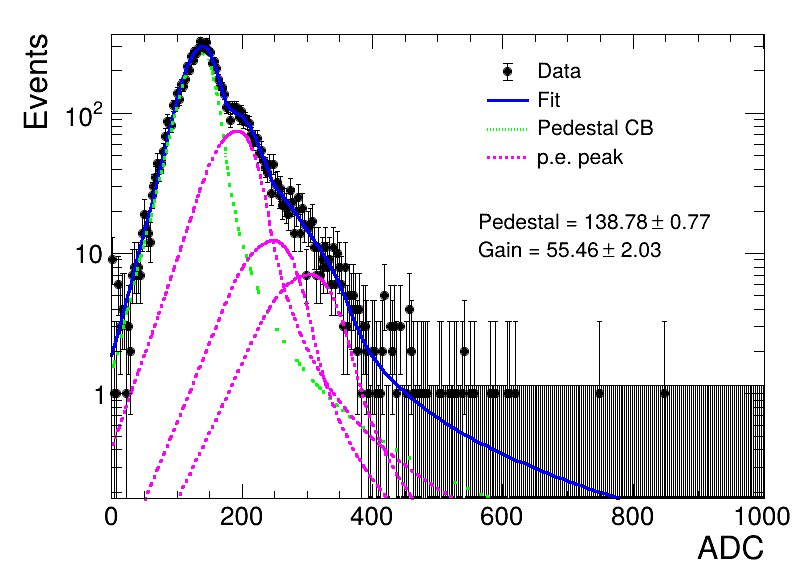 Events
10²
10
1
Data
Fit
Pedestal CB
p.e. peak
Pedestal = 138.78 ± 0.77
Gain = 55.46 ± 2.03
0 200 400 600 800 1000
ADC